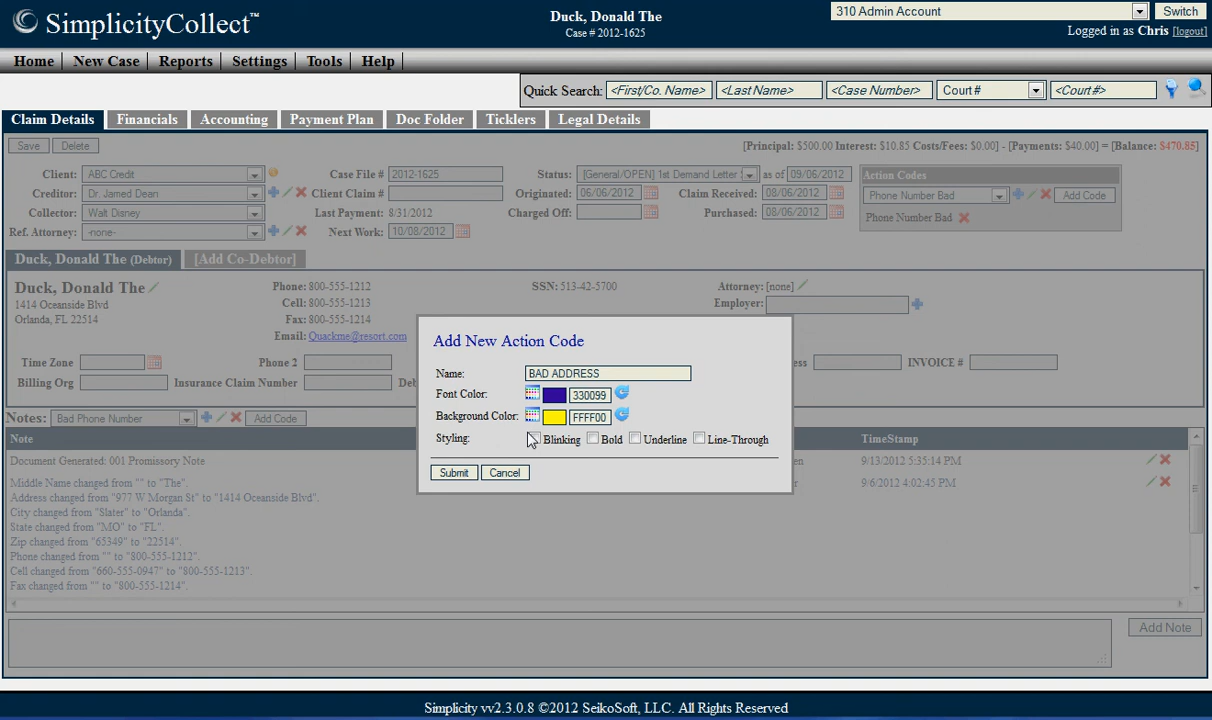 SimplicityCollect™
Duck, Donald The
Case # 2012-1625
310 Admin Account
Switch
Logged in as Chris [logout]
Home New Case Reports Settings Tools Help
Quick Search: <First/Co. Name> <Last Name> <Case Number> Court # <Court#>
Claim Details Financials Accounting Payment Plan Doc Folder Ticklers Legal Details
Save Delete [Principal: $500.00 Interest: $10.85 Costs/Fees: $0.00] - [Payments: $40.00] = [Balance: $470.85]
Client: ABC Credit Case File # 2012-1625 Status: [General/OPEN] 1st Demand Letter as of 09/06/2012 Action Codes
Creditor: Dr. Jamed Dean Client Claim # Originated: 06/06/2012 Claim Received: 08/06/2012 Phone Number Bad Add Code
Collector: Walt Disney Last Payment: 8/31/2012 Charged Off: Purchased: 08/06/2012 Phone Number Bad
Ref. Attorney: -none- Next Work: 10/08/2012
Duck, Donald The (Debtor) [Add Co-Debtor]
Duck, Donald The Phone: 800-555-1212 SSN: 513-42-5700 Attorney: [none]
1414 Oceanside Blvd Cell: 800-555-1213 Employer:
Orlanda, FL 22514 Fax: 800-555-1214
Email: Quackme@resort.com
Time Zone Phone 2 INVOICE #
Billing Org Insurance Claim Number
Add New Action Code
Name: BAD ADDRESS
Font Color: 330099
Background Color: FFFF00
Styling: Blinking Bold Underline Line-Through
Submit Cancel
Notes: Bad Phone Number Add Code
Note TimeStamp
Document Generated: 001 Promissory Note 9/13/2012 5:35:14 PM
Middle Name changed from "" to "The". 9/6/2012 4:02:45 PM
Address changed from "977 W Morgan St" to "1414 Oceanside Blvd".
City changed from "Slater" to "Orlanda".
State changed from "MO" to "FL".
Zip changed from "65349" to "22514".
Phone changed from "" to "800-555-1212".
Cell changed from "660-555-0947" to "800-555-1213".
Fax changed from "" to "800-555-1214".
Add Note
Simplicity vv2.3.0.8 ©2012 SeikoSoft, LLC. All Rights Reserved